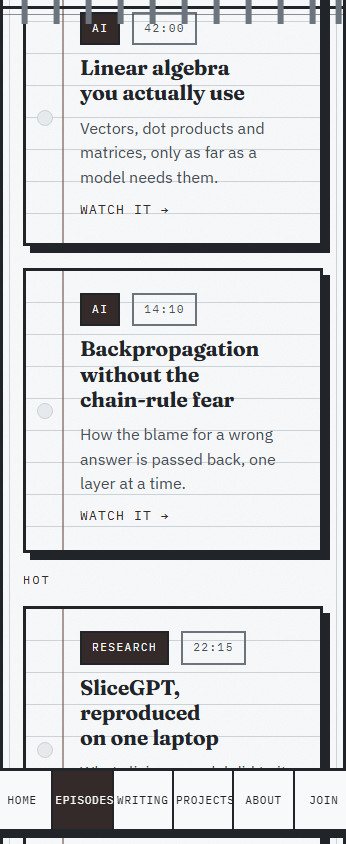 AI 42:00
Linear algebra
you actually use
Vectors, dot products and
matrices, only as far as a
model needs them.
WATCH IT →
AI 14:10
Backpropagation
without the
chain-rule fear
How the blame for a wrong
answer is passed back, one
layer at a time.
WATCH IT →
HOT
RESEARCH 22:15
SliceGPT,
reproduced
on one laptop
HOME EPISODES WRITING PROJECTS ABOUT JOIN